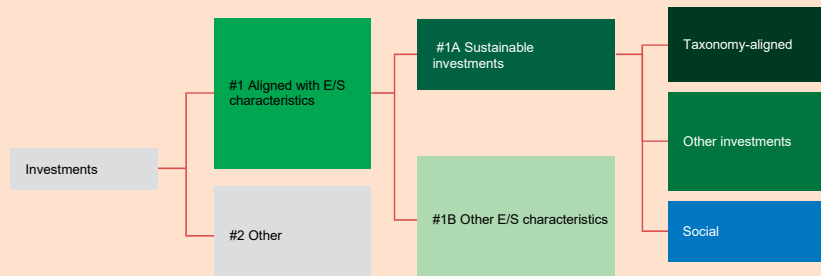 Investments
#1 Aligned with E/S
characteristics
#2 Other
#1A Sustainable
investments
#1B Other E/S characteristics
Taxonomy-aligned
Other investments
Social